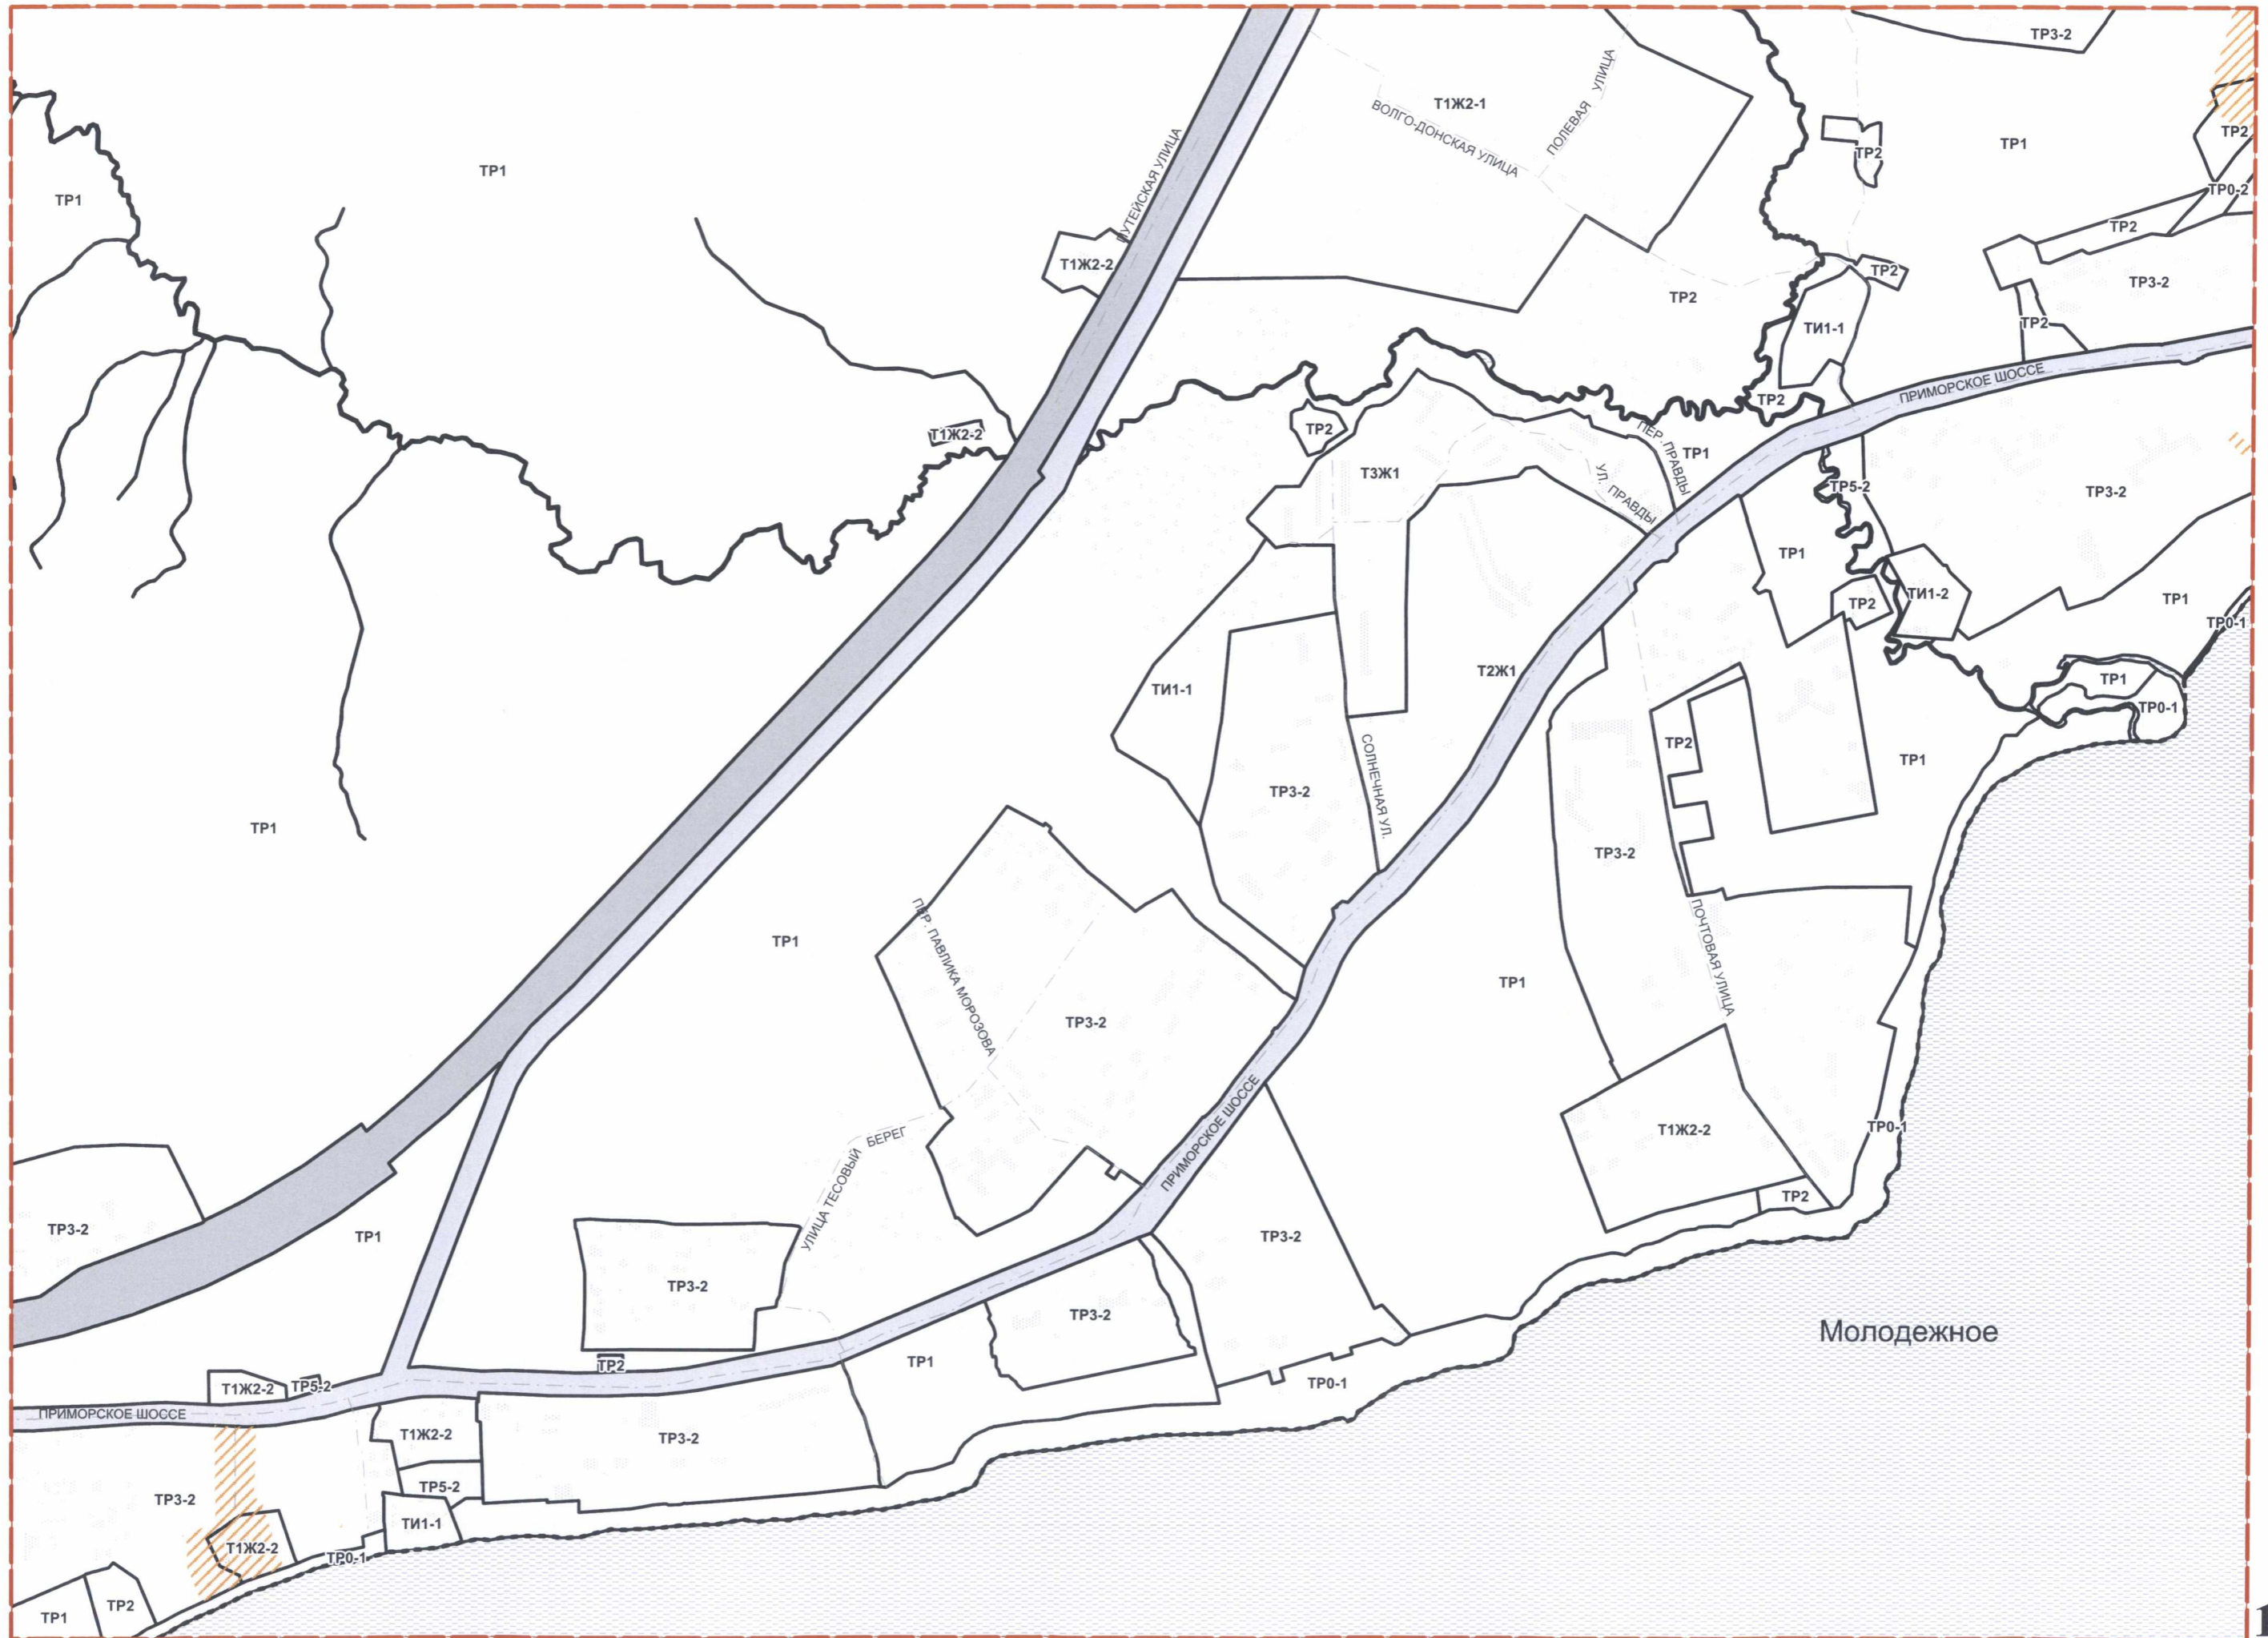 ТР3-2
Т1Ж2-1
ВОЛГО-ДОНСКАЯ УЛИЦА
ПОЛЕВАЯ УЛИЦА
ПУТЕЙСКАЯ УЛИЦА
ТР1
ТР1
ТР1
ТР2
ТР2
ТР0-2
ТР2
Т1Ж2-2
ТР2
ТР2
ТР3-2
ТИ1-1
ТР2
ПРИМОРСКОЕ ШОССЕ
ТР2
Т1Ж2-2
ТР2
ПЕР. ПРАВДЫ
ТР1
Т3Ж1
УЛ. ПРАВДЫ
ТР5-2
ТР3-2
ТР1
ТИ1-2
ТР2
ТР1
ТР0-1
Т2Ж1
ТР1
ТИ1-1
ТР0-1
ТР2
ТР1
СОЛНЕЧНАЯ УЛ.
ТР3-2
ТР1
ТР3-2
ТР1
ПЕР. ПАВЛИКА МОРОЗОВА
ПОЧТОВАЯ УЛИЦА
ТР1
ТР3-2
ПРИМОРСКОЕ ШОССЕ
Т1Ж2-2
ТР0-1
УЛИЦА ТЕСОВЫЙ БЕРЕГ
ТР2
ТР3-2
ТР1
ТР3-2
ТР3-2
ТР3-2
Молодежное
ТР1
ТР2
ТР0-1
Т1Ж2-2
ТР5-2
ПРИМОРСКОЕ ШОССЕ
Т1Ж2-2
ТР3-2
ТР5-2
ТР3-2
ТИ1-1
Т1Ж2-2
ТР0-1
ТР2
ТР1